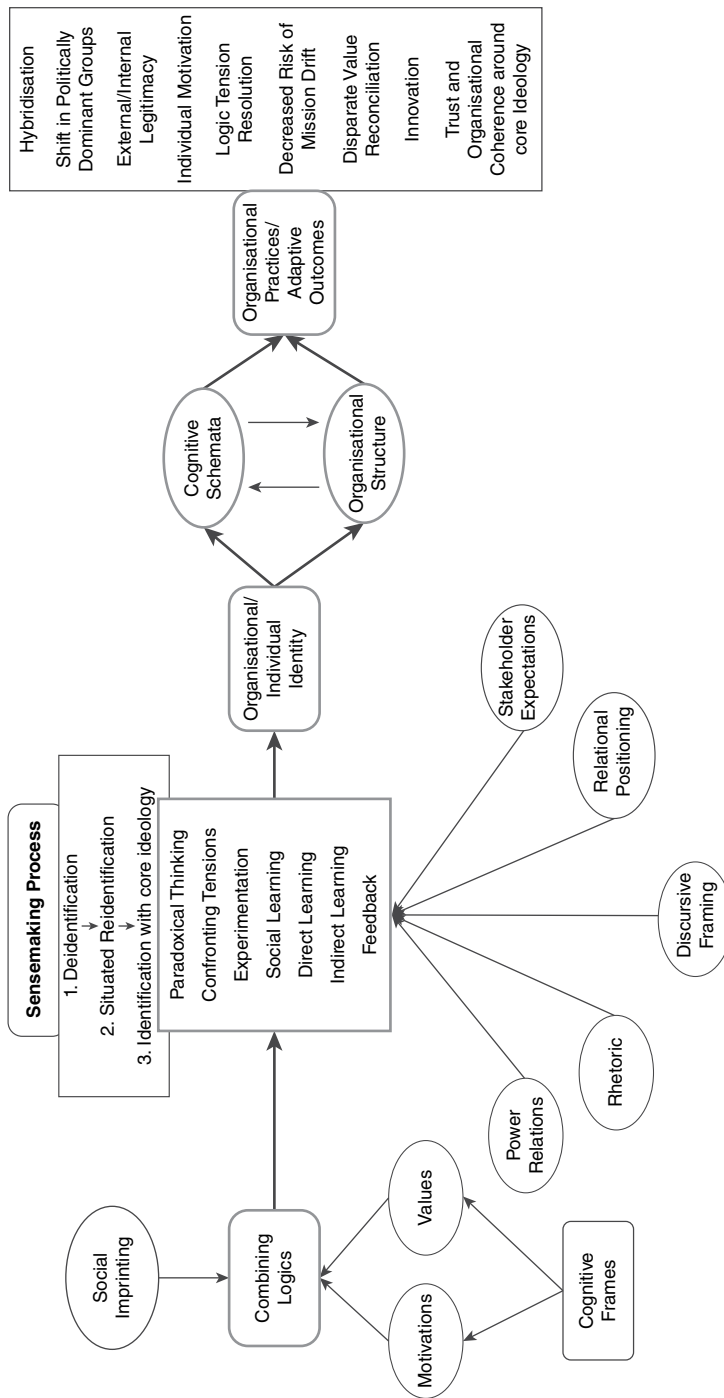 Social
Imprinting
Combining
Logics
Motivations
Values
Cognitive
Frames
Sensemaking Process
1. Deidentification
2. Situated Reidentification
3. Identification with core ideology
Paradoxical Thinking
Confronting Tensions
Experimentation
Social Learning
Direct Learning
Indirect Learning
Feedback
Power
Relations
Rhetoric
Discursive
Framing
Relational
Positioning
Stakeholder
Expectations
Organisational/
Individual
Identity
Cognitive
Schemata
Organisational
Structure
Organisational
Practices/
Adaptive
Outcomes
Hybridisation
Shift in Politically
Dominant Groups
External/Internal
Legitimacy
Individual Motivation
Logic Tension
Resolution
Decreased Risk of
Mission Drift
Disparate Value
Reconciliation
Innovation
Trust and
Organisational
Coherence around
core Ideology